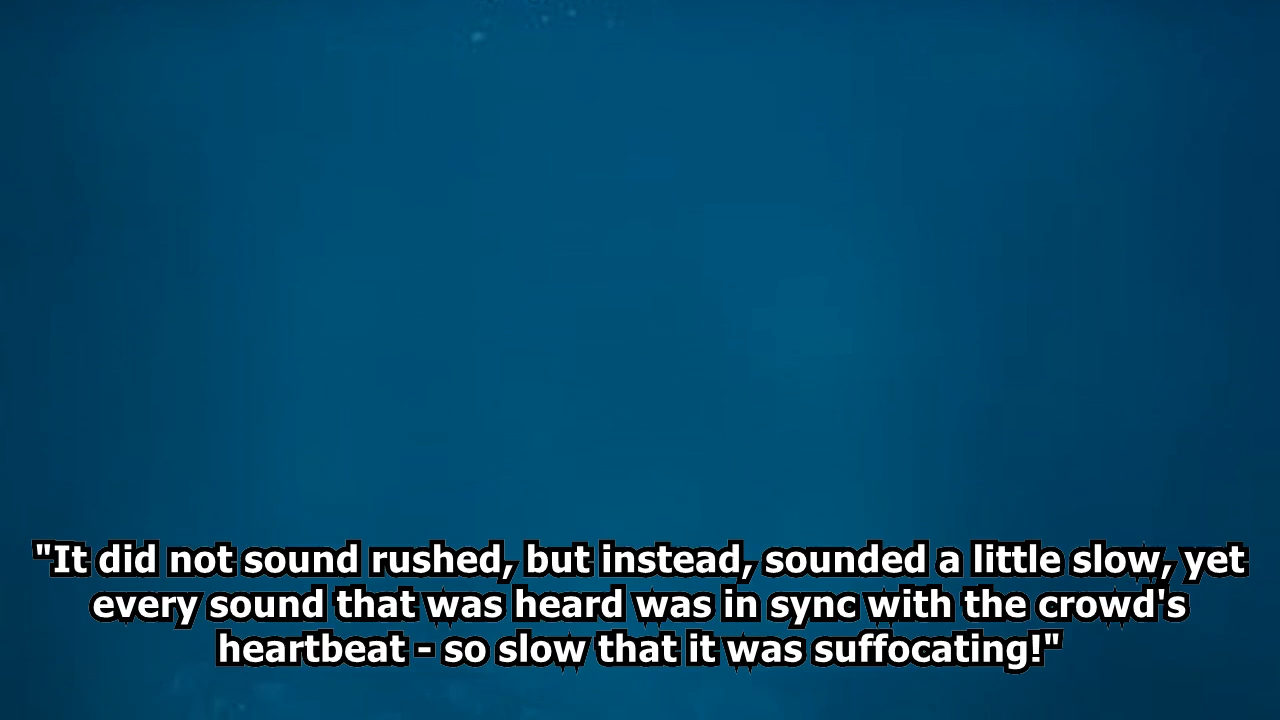 "It did not sound rushed, but instead, sounded a little slow, yet
every sound that was heard was in sync with the crowd's
heartbeat - so slow that it was suffocating!"